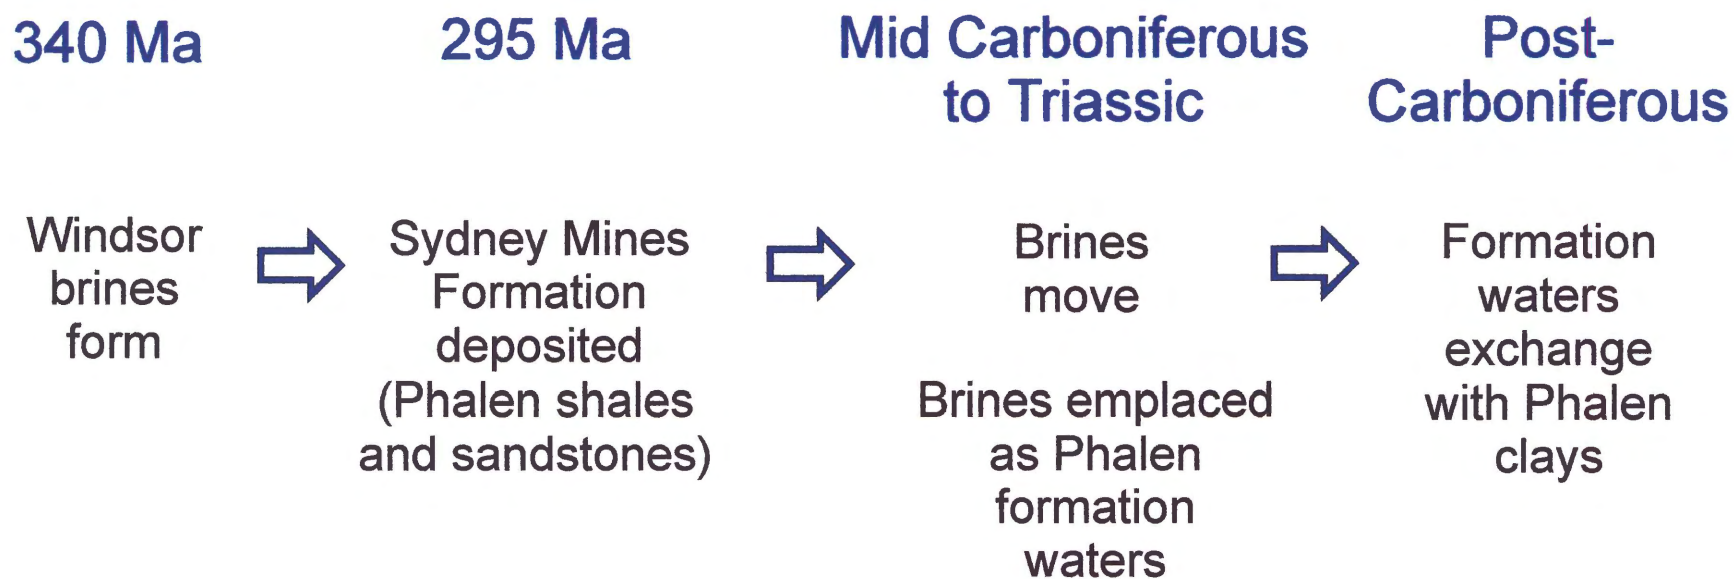 340 Ma
295 Ma
Mid Carboniferous
to Triassic
Post-
Carboniferous
Windsor
brines
form
Sydney Mines
Formation
deposited
(Phalen shales
and sandstones)
Brines
move
Brines emplaced
as Phalen
formation
waters
Formation
waters
exchange
with Phalen
clays